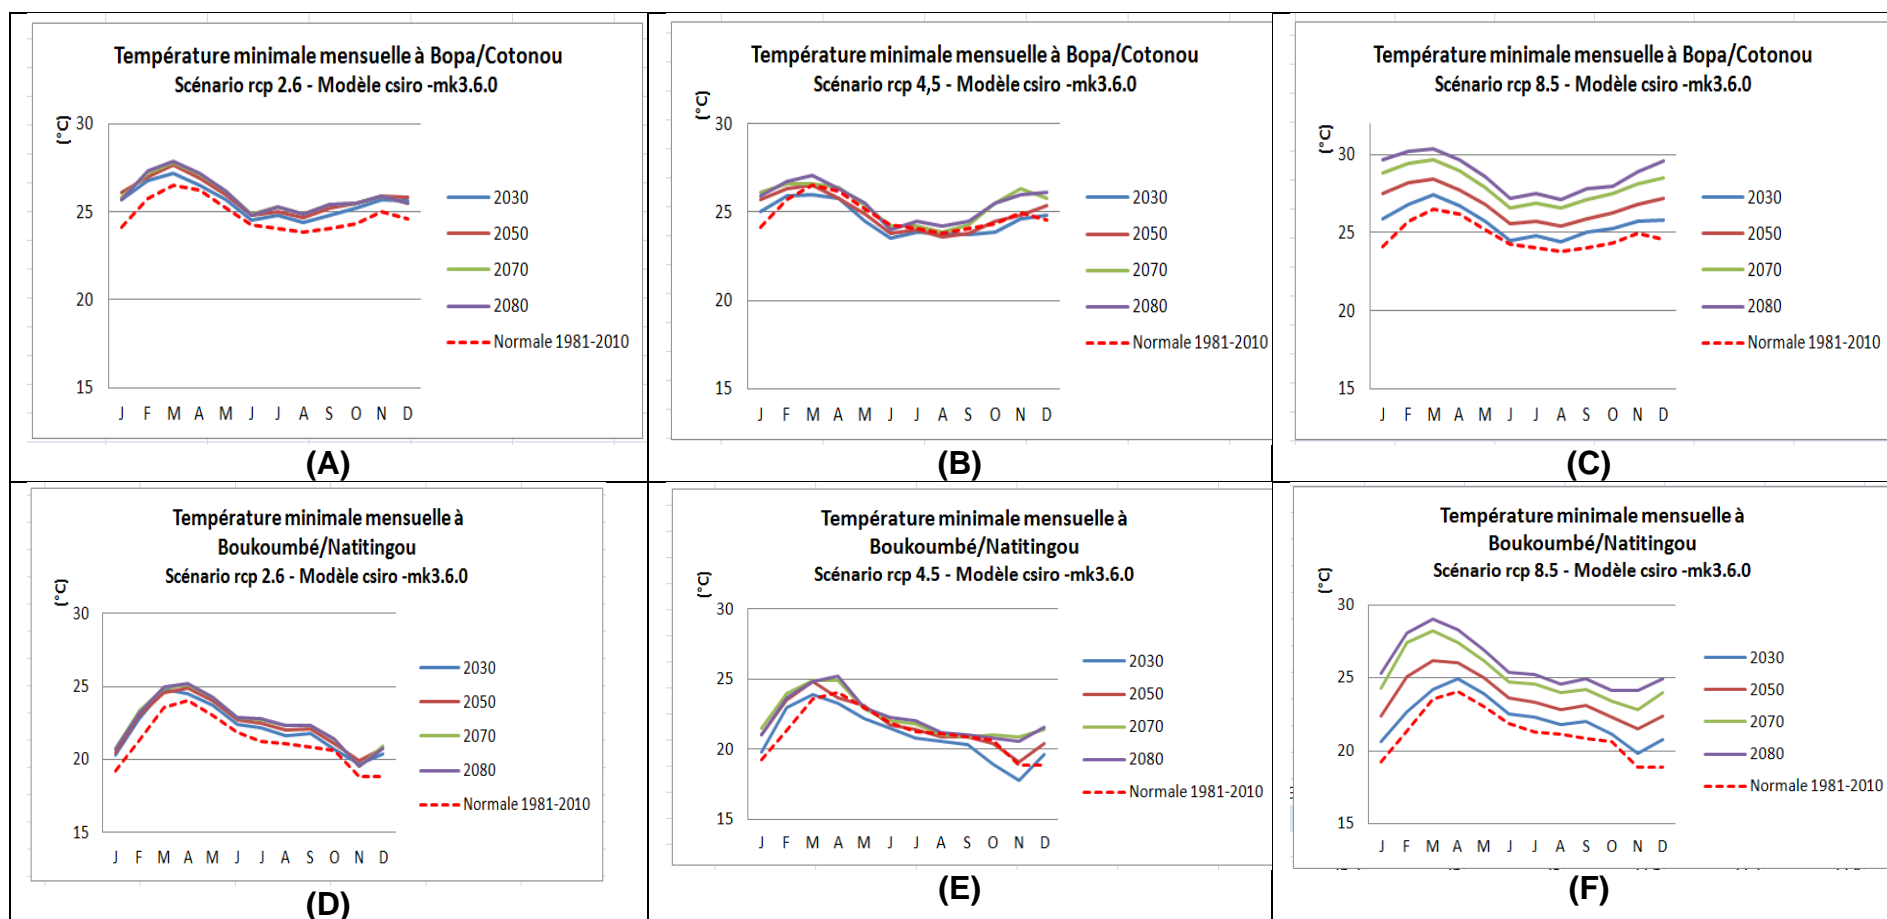 Température minimale mensuelle à Bopa/Cotonou
Scénario rcp 2.6 - Modèle csiro -mk3.6.0
(°C)
30
25
20
15
J F M A M J J A S O N D
2030
2050
2070
2080
Normale 1981-2010
(A)
Température minimale mensuelle à Bopa/Cotonou
Scénario rcp 4,5 - Modèle csiro -mk3.6.0
(°C)
30
25
20
15
J F M A M J J A S O N D
2030
2050
2070
2080
Normale 1981-2010
(B)
Température minimale mensuelle à Bopa/Cotonou
Scénario rcp 8.5 - Modèle csiro -mk3.6.0
(°C)
30
25
20
15
J F M A M J J A S O N D
2030
2050
2070
2080
Normale 1981-2010
(C)
Température minimale mensuelle à
Boukoumbé/Natitingou
Scénario rcp 2.6 - Modèle csiro -mk3.6.0
(°C)
30
25
20
15
J F M A M J J A S O N D
2030
2050
2070
2080
Normale 1981-2010
(D)
Température minimale mensuelle à
Boukoumbé/Natitingou
Scénario rcp 4.5 - Modèle csiro -mk3.6.0
(°C)
30
25
20
15
J F M A M J J A S O N D
2030
2050
2070
2080
Normale 1981-2010
(E)
Température minimale mensuelle à
Boukoumbé/Natitingou
Scénario rcp 8.5 - Modèle csiro -mk3.6.0
(°C)
30
25
20
15
J F M A M J J A S O N D
2030
2050
2070
2080
Normale 1981-2010
(F)